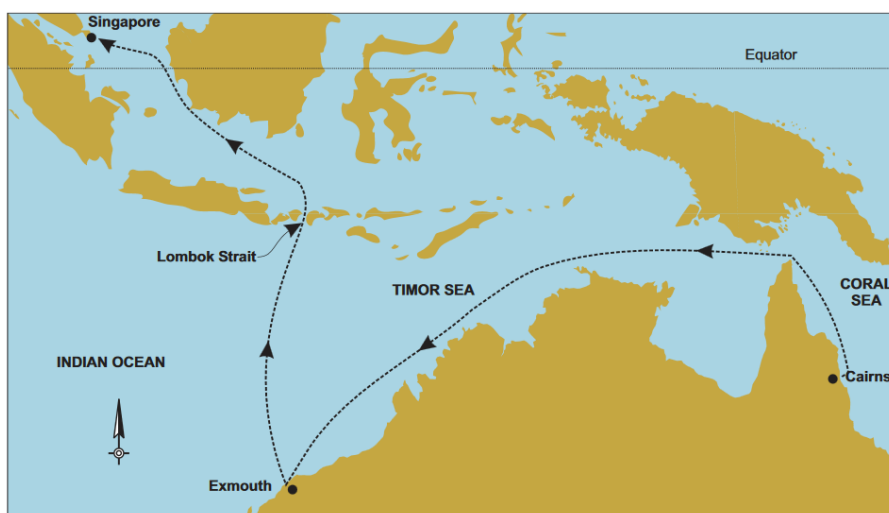 Singapore
Equator
Lombok Strait
TIMOR SEA
CORAL
SEA
INDIAN OCEAN
Cairns
Exmouth